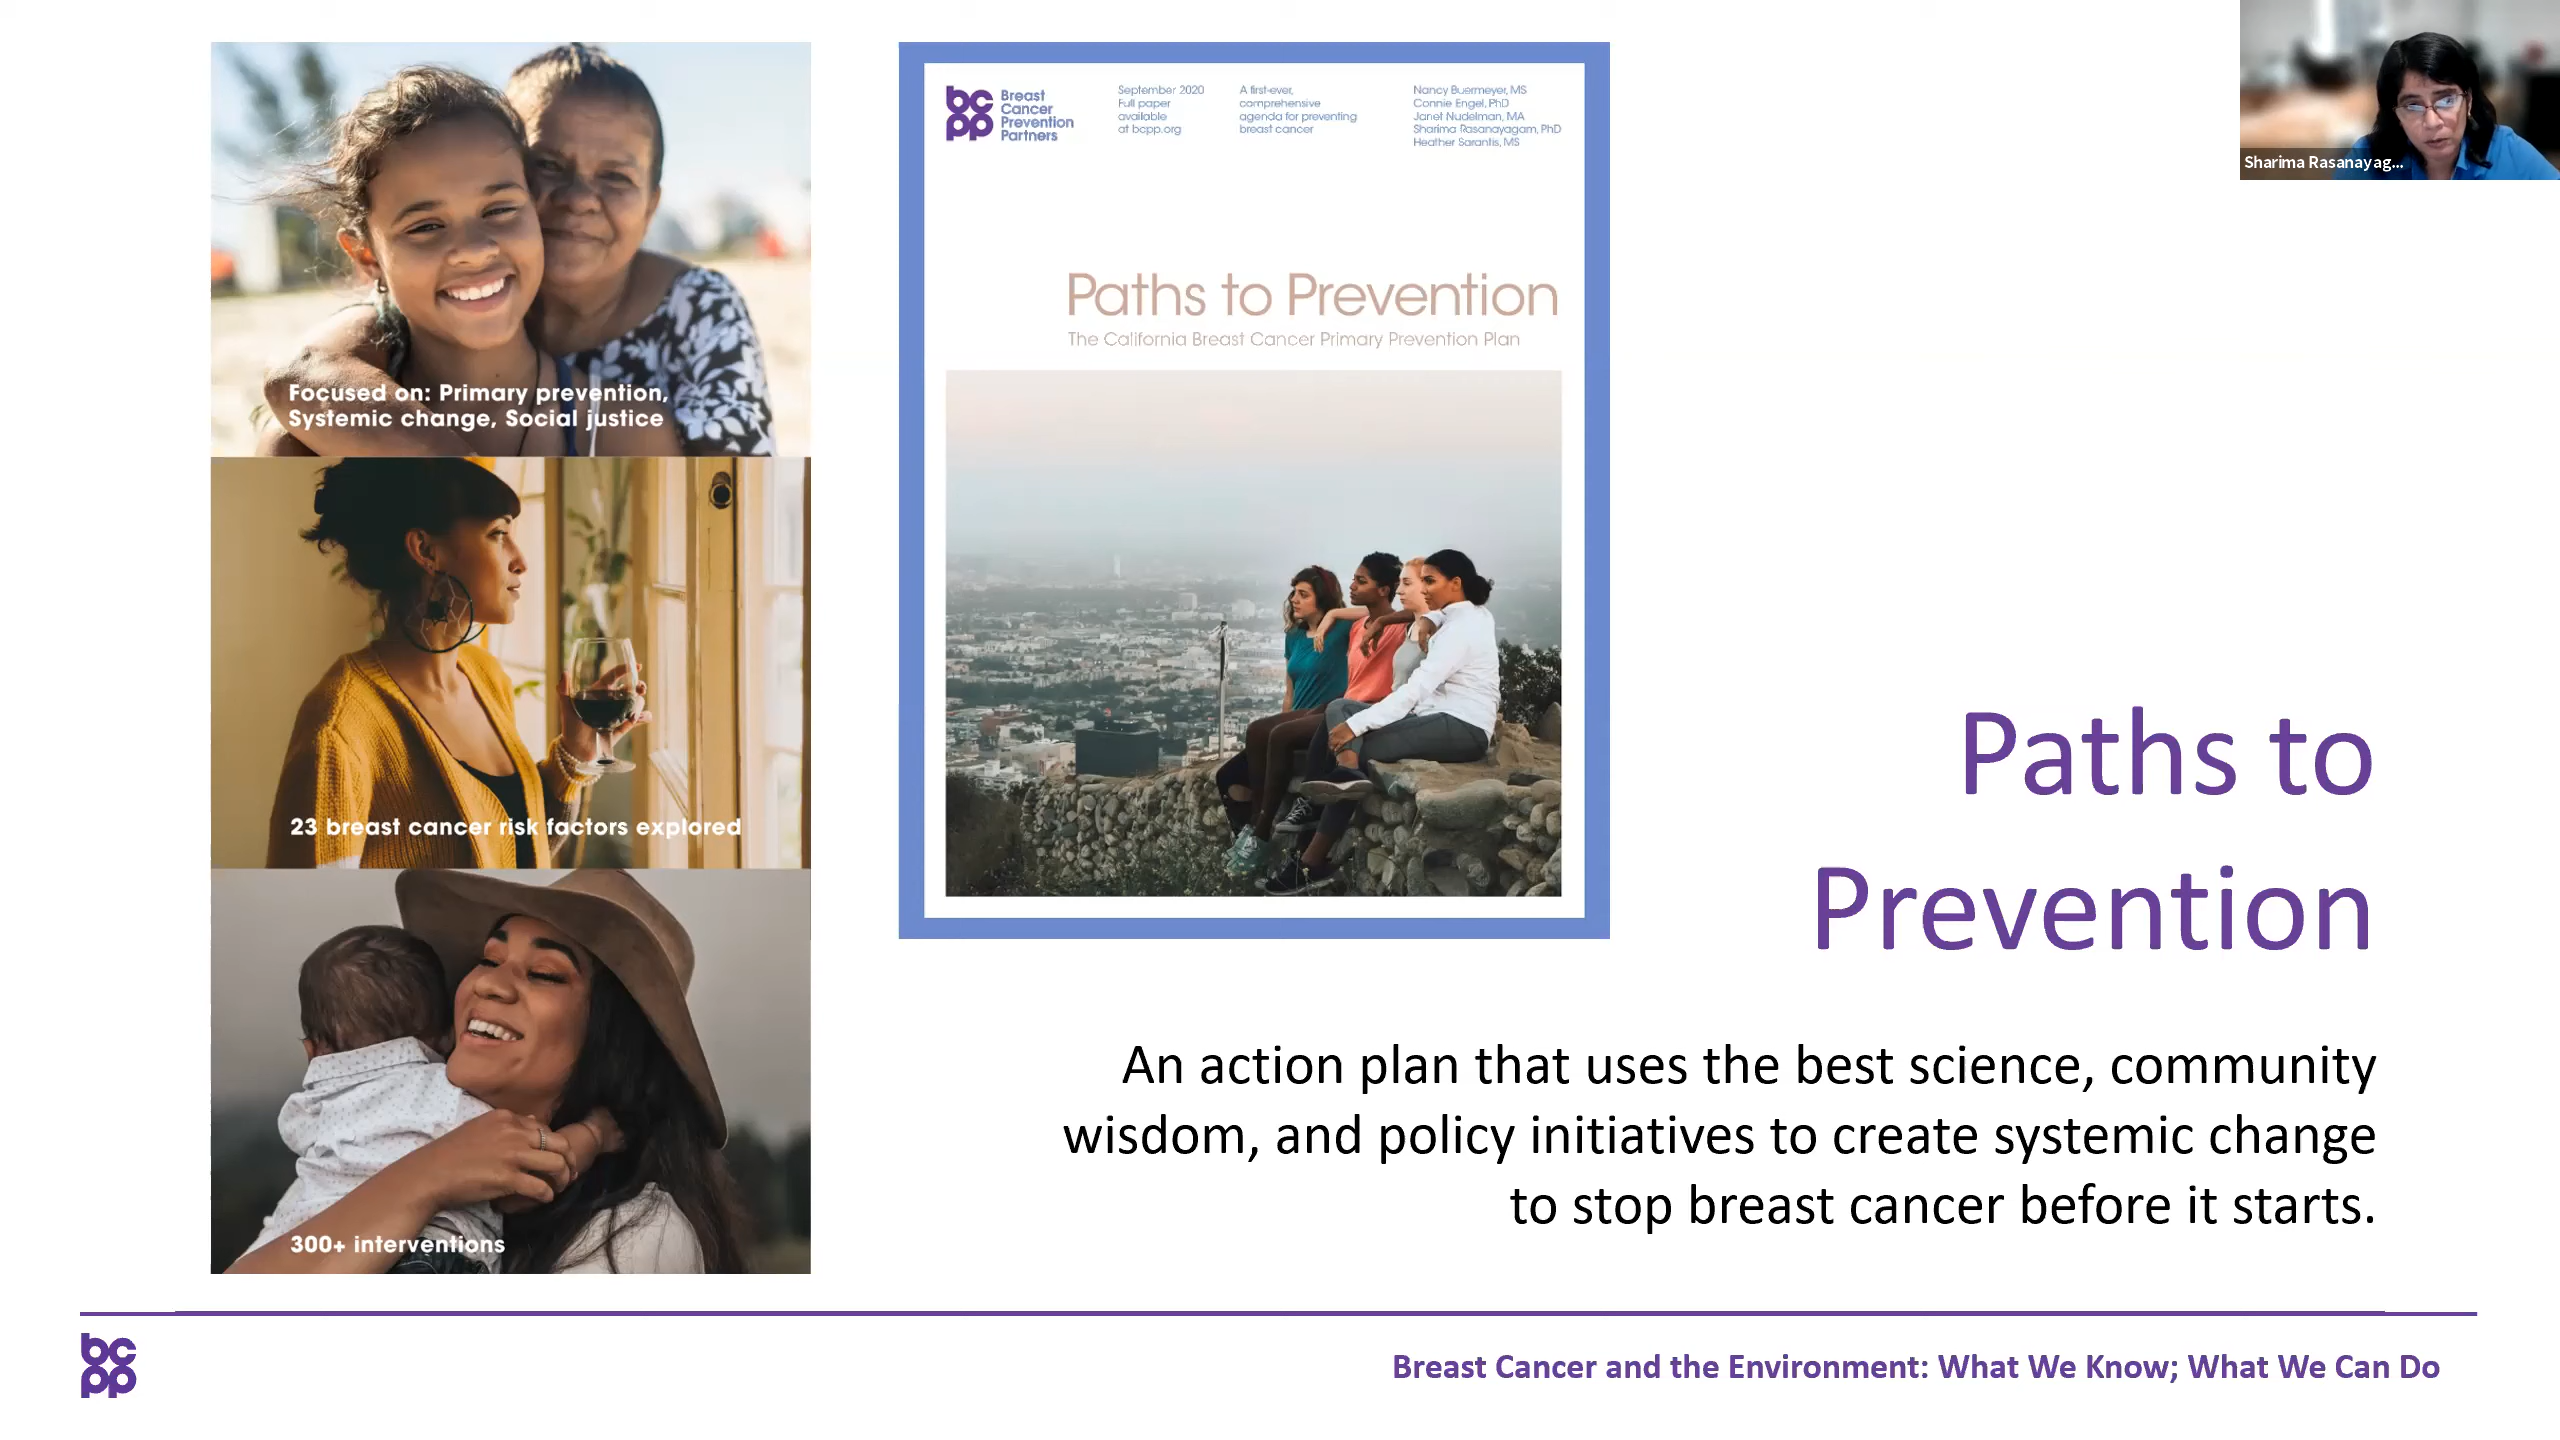 Focused on: Primary prevention,
Systemic change, Social justice
23 breast cancer risk factors explored
300+ interventions
bc
pp
Breast
Cancer
Prevention
Partners
September 2020
Full paper
available
at bcpp.org
A first-ever,
comprehensive
agenda for preventing
breast cancer
Nancy Buermeyer, MS
Connie Engel, PhD
Janet Nudelman, MA
Sharima Rasanayagam, PhD
Heather Sarantis, MS
Paths to Prevention
The California Breast Cancer Primary Prevention Plan
Sharima Rasanayag...
Paths to
Prevention
An action plan that uses the best science, community
wisdom, and policy initiatives to create systemic change
to stop breast cancer before it starts.
bc
pp
Breast Cancer and the Environment: What We Know; What We Can Do